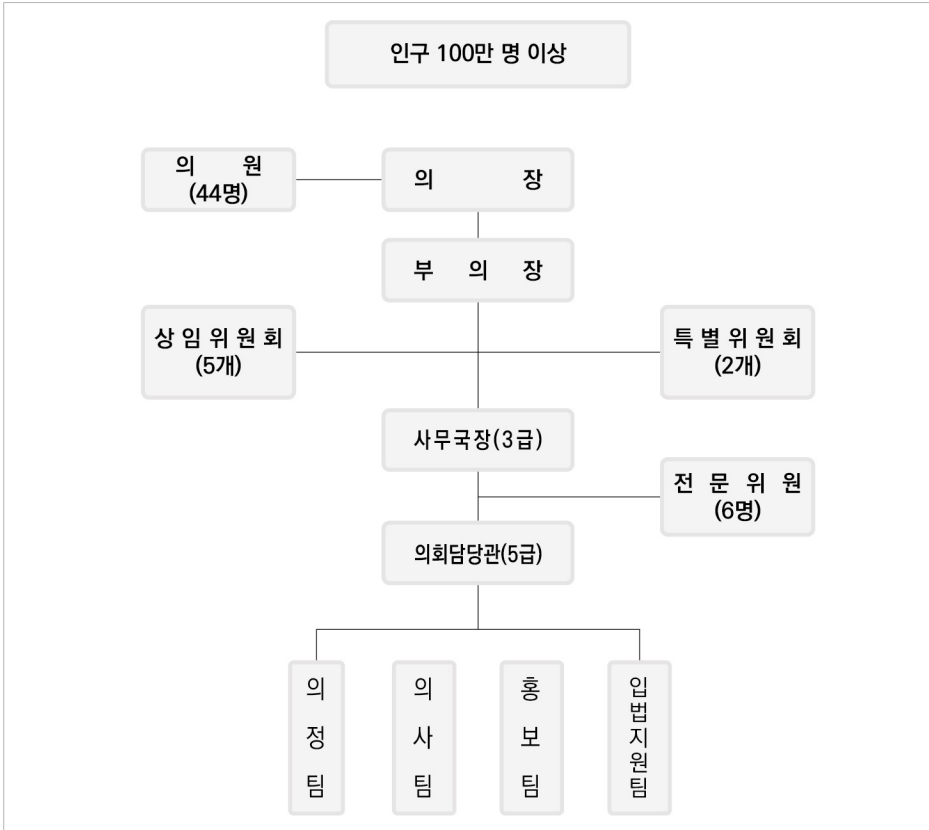 인구 100만 명 이상
의 원
(44명)
의 장
부 의 장
상 임 위 원 회
(5개)
특 별 위 원 회
(2개)
사무국장(3급)
전 문 위 원
(6명)
의회담당관(5급)
의정팀
의사팀
홍보팀
입법지원팀